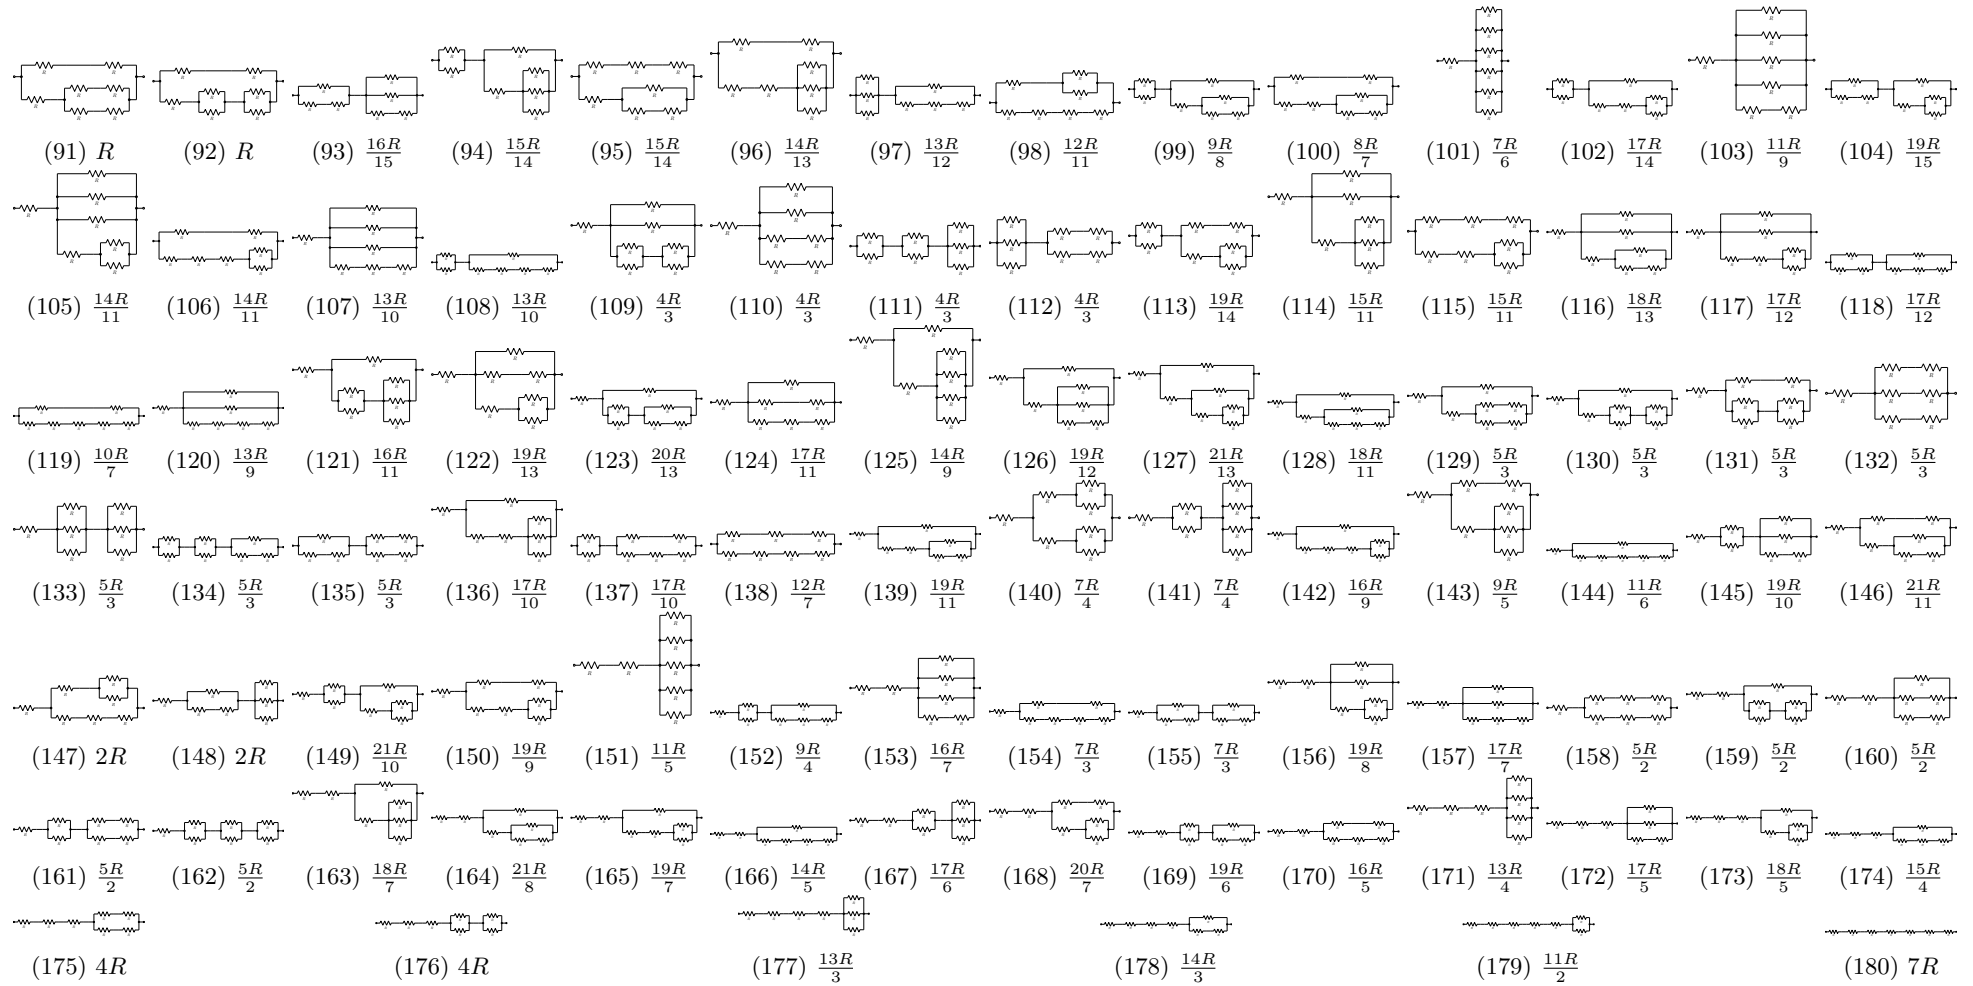 (91) R (92) R (93) 16R/15 (94) 15R/14 (95) 15R/14 (96) 14R/13 (97) 13R/12 (98) 12R/11 (99) 9R/8 (100) 8R/7 (101) 7R/6 (102) 17R/14 (103) 11R/9 (104) 19R/15
(105) 14R/11 (106) 14R/11 (107) 13R/10 (108) 13R/10 (109) 4R/3 (110) 4R/3 (111) 4R/3 (112) 4R/3 (113) 19R/14 (114) 15R/11 (115) 15R/11 (116) 18R/13 (117) 17R/12 (118) 17R/12
(119) 10R/7 (120) 13R/9 (121) 16R/11 (122) 19R/13 (123) 20R/13 (124) 17R/11 (125) 14R/9 (126) 19R/12 (127) 21R/13 (128) 18R/11 (129) 5R/3 (130) 5R/3 (131) 5R/3 (132) 5R/3
(133) 5R/3 (134) 5R/3 (135) 5R/3 (136) 17R/10 (137) 17R/10 (138) 12R/7 (139) 19R/11 (140) 7R/4 (141) 7R/4 (142) 16R/9 (143) 9R/5 (144) 11R/6 (145) 19R/10 (146) 21R/11
(147) 2R (148) 2R (149) 21R/10 (150) 19R/9 (151) 11R/5 (152) 9R/4 (153) 16R/7 (154) 7R/3 (155) 7R/3 (156) 19R/8 (157) 17R/7 (158) 5R/2 (159) 5R/2 (160) 5R/2
(161) 5R/2 (162) 5R/2 (163) 18R/7 (164) 21R/8 (165) 19R/7 (166) 14R/5 (167) 17R/6 (168) 20R/7 (169) 19R/6 (170) 16R/5 (171) 13R/4 (172) 17R/5 (173) 18R/5 (174) 15R/4
(175) 4R (176) 4R (177) 13R/3 (178) 14R/3 (179) 11R/2 (180) 7R